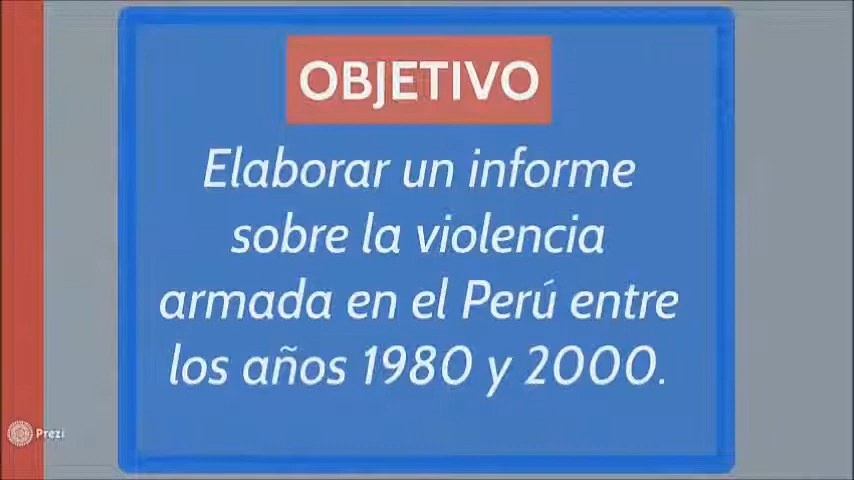 OBJETIVO
Elaborar un informe
sobre la violencia
armada en el Perú entre
los años 1980 y 2000.
Prezi